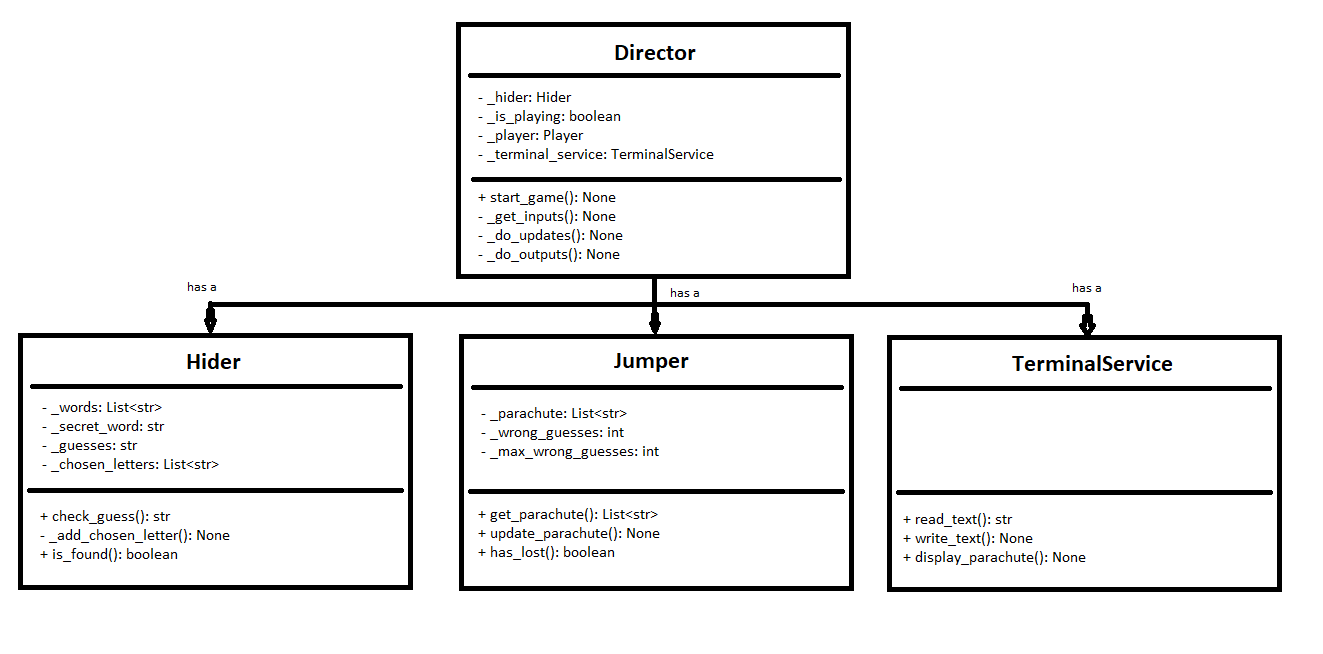 Director
- _hider: Hider
- _is_playing: boolean
- _player: Player
- _terminal_service: TerminalService
+ start_game(): None
- _get_inputs(): None
- _do_updates(): None
- _do_outputs(): None
has a
has a
has a
Hider
- _words: List<str>
- _secret_word: str
- _guesses: str
- _chosen_letters: List<str>
+ check_guess(): str
- _add_chosen_letter(): None
+ is_found(): boolean
Jumper
- _parachute: List<str>
- _wrong_guesses: int
- _max_wrong_guesses: int
+ get_parachute(): List<str>
+ update_parachute(): None
+ has_lost(): boolean
TerminalService
+ read_text(): str
+ write_text(): None
+ display_parachute(): None